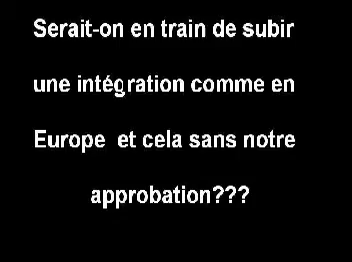 Serait-on en train de subir
une intégration comme en
Europe et cela sans notre
approbation???